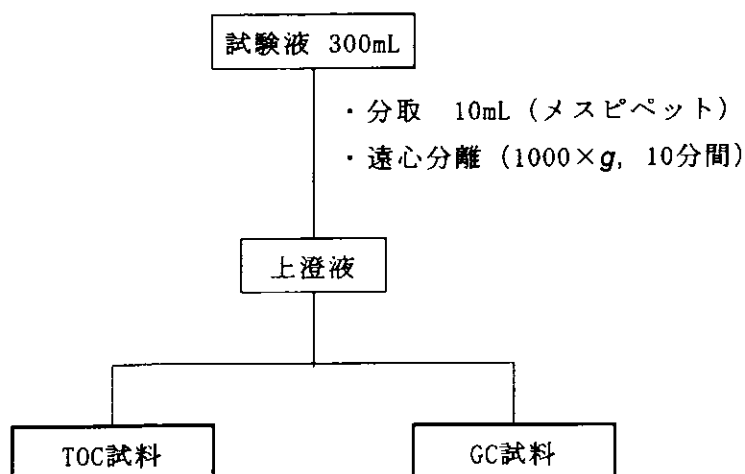 試験液 300mL
・分取 10mL (メスピペット)
・遠心分離 (1000×g, 10分間)
上澄液
TOC試料
GC試料